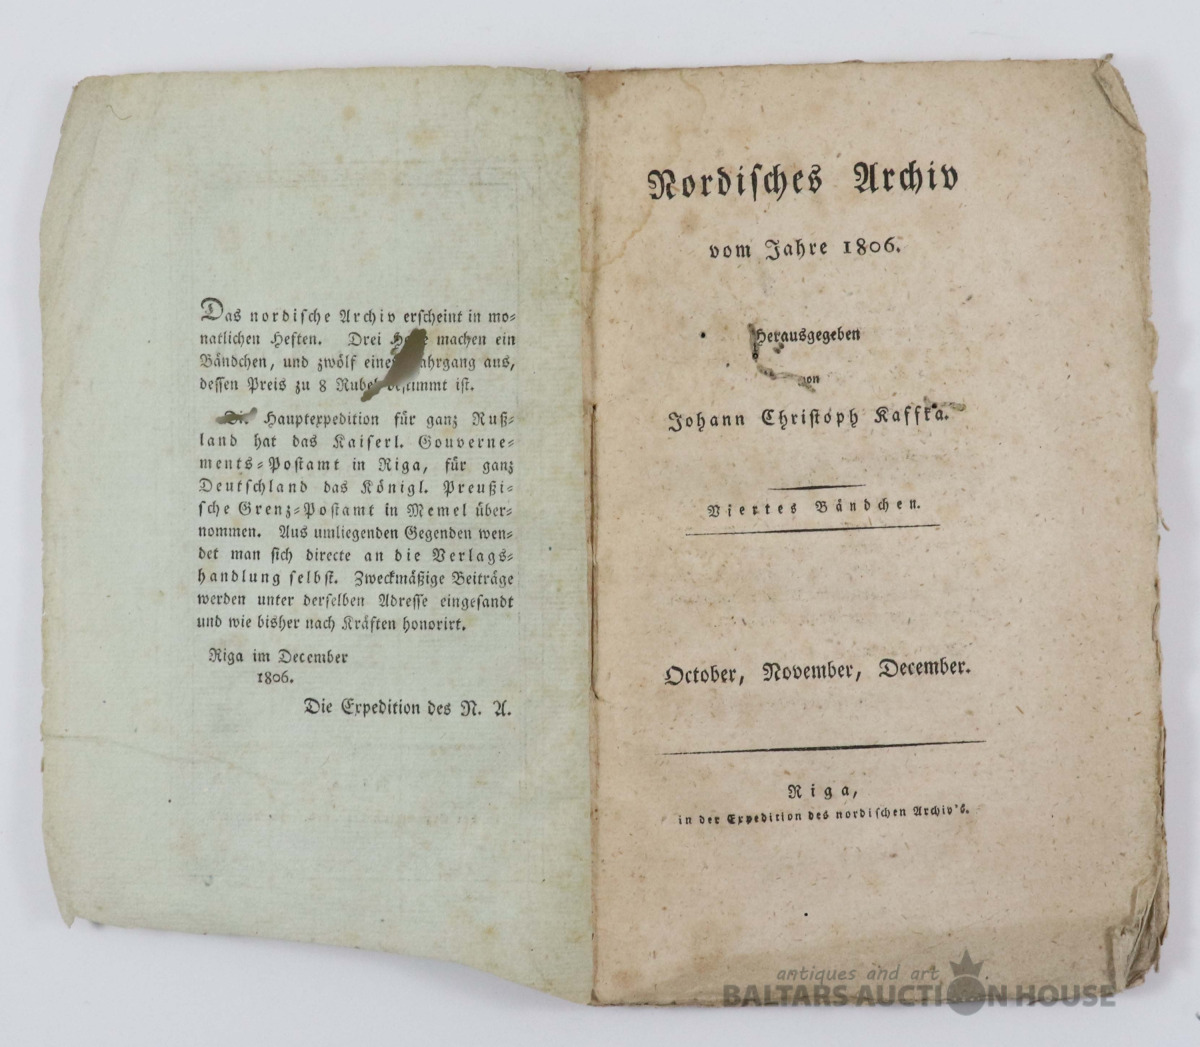 Das nordische Archiv erscheint in mo-
natlichen Heften. Drei machen ein
Bändchen, und zwölf einen ahrgang aus,
dessen Preis zu 8 Rubel bestimmt ist.
Die Hauptexpedition für ganz Ruß-
land hat das Kaiserl. Gouverne-
ments-Postamt in Riga, für ganz
Deutschland das Königl. Preußi-
sche Grenz-Postamt in Memel über-
nommen. Aus umliegenden Gegenden wen-
det man sich directe an die Verlags-
handlung selbst. Zweckmäßige Beiträge
werden unter derselben Adresse eingesandt
und wie bisher nach Kräften honorirt.
Riga im December
1806.
Die Expedition des N. A.
Nordisches Archiv
vom Jahre 1806.
Herausgegeben
von
Johann Christoph Kaffka.
Viertes Bändchen.
October, November, December.
Riga,
in der Expedition des nordischen Archiv's.
antiques and art
BALTARS AUCTION HOUSE